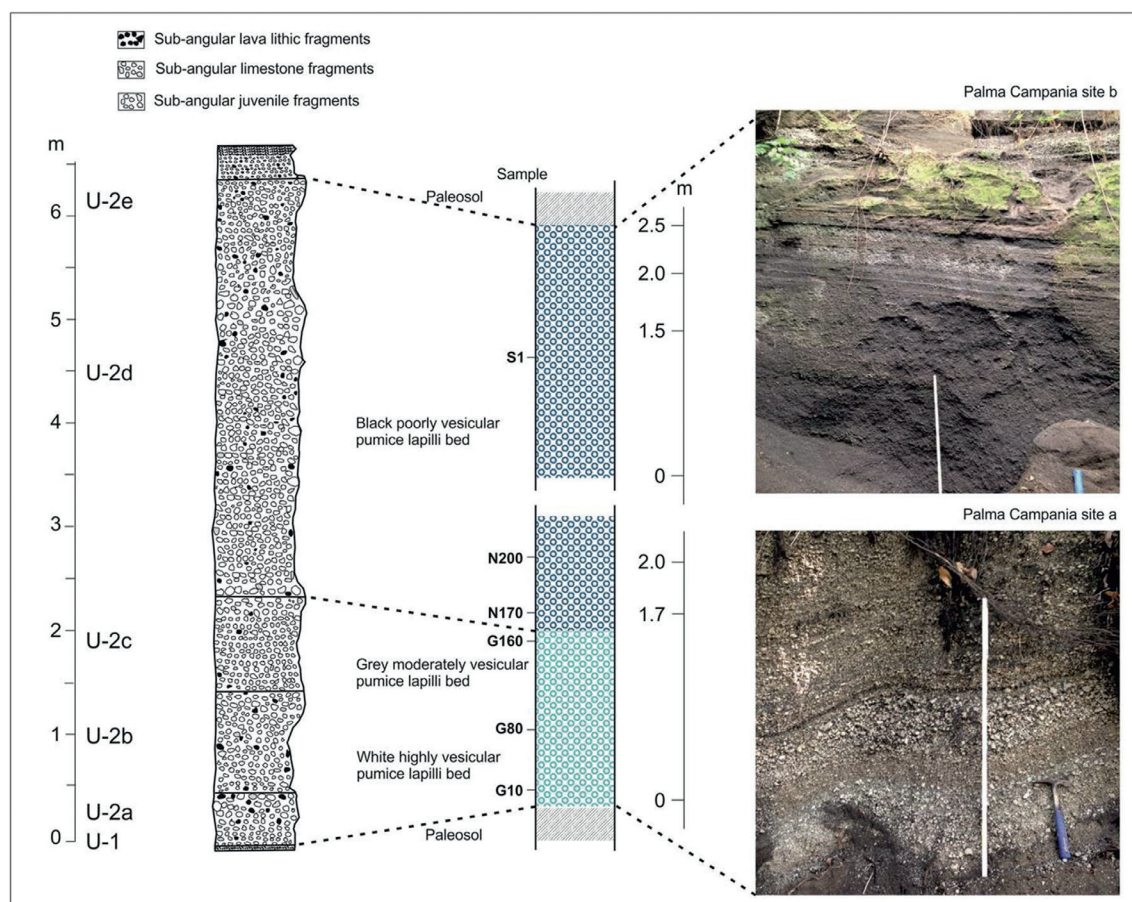 Sub-angular lava lithic fragments
Sub-angular limestone fragments
Sub-angular juvenile fragments
m
6
5
4
3
2
1
0
U-2e
U-2d
U-2c
U-2b
U-2a
U-1
Paleosol
Black poorly vesicular
pumice lapilli bed
Grey moderately vesicular
pumice lapilli bed
White highly vesicular
pumice lapilli bed
Paleosol
Sample
S1
N200
N170
G160
G80
G10
m
2.5
2.0
1.5
0
2.0
1.7
0
Palma Campania site b
Palma Campania site a